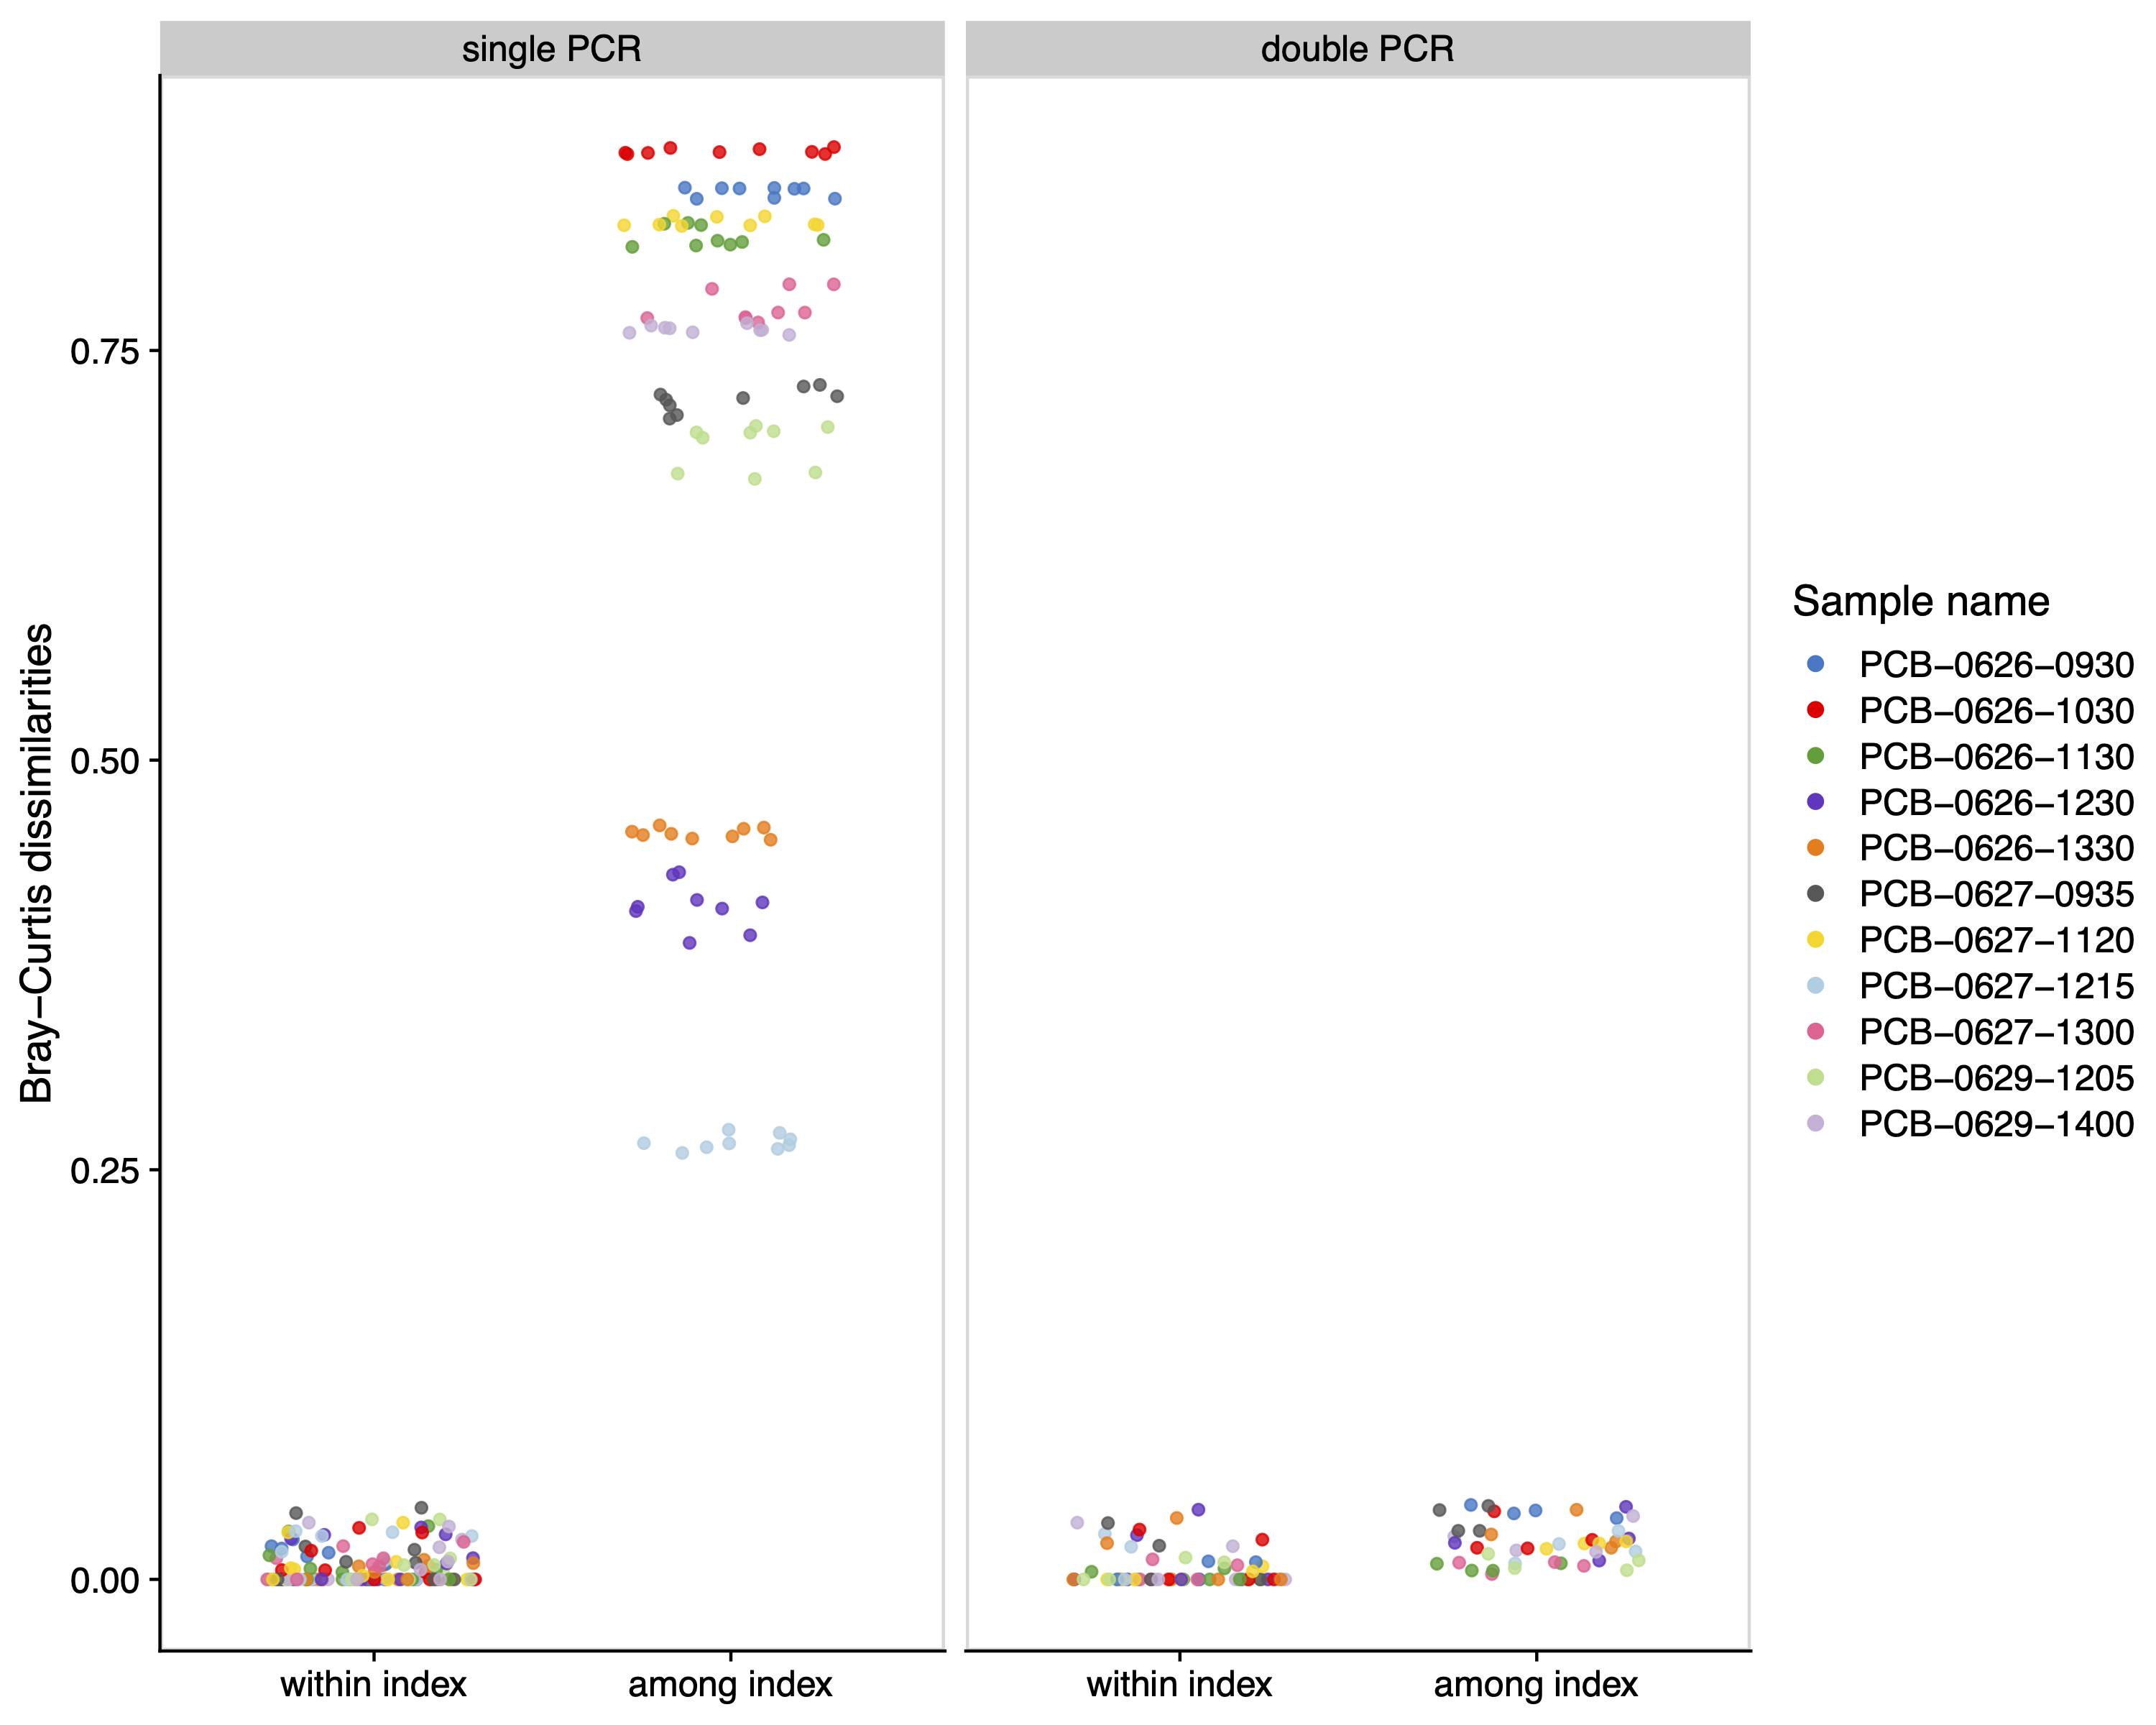 single PCR
double PCR
Bray−Curtis dissimilarities
0.75
0.50
0.25
0.00
within index
among index
within index
among index
Sample name
PCB−0626−0930
PCB−0626−1030
PCB−0626−1130
PCB−0626−1230
PCB−0626−1330
PCB−0627−0935
PCB−0627−1120
PCB−0627−1215
PCB−0627−1300
PCB−0629−1205
PCB−0629−1400